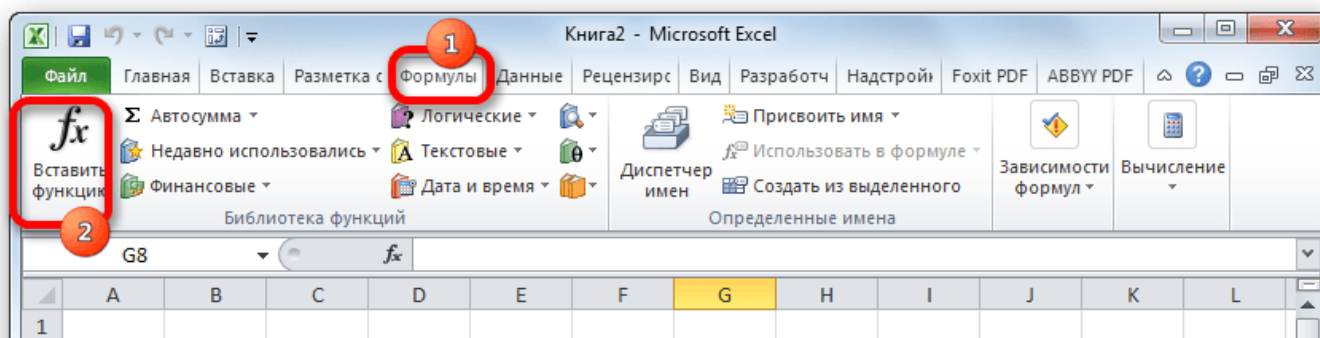 Книга2 - Microsoft Excel
1
Файл Главная Вставка Разметка с Формулы Данные Рецензирс Вид Разработч Надстройк Foxit PDF ABBYY PDF
fx Σ Автосумма Логические Присвоить имя
Недавно использовались Текстовые fx Использовать в формуле
Вставить функцию Финансовые Дата и время Диспетчер имен Создать из выделенного Зависимости формул Вычисление
Библиотека функций Определенные имена
2
G8 fx
A B C D E F G H I J K L
1